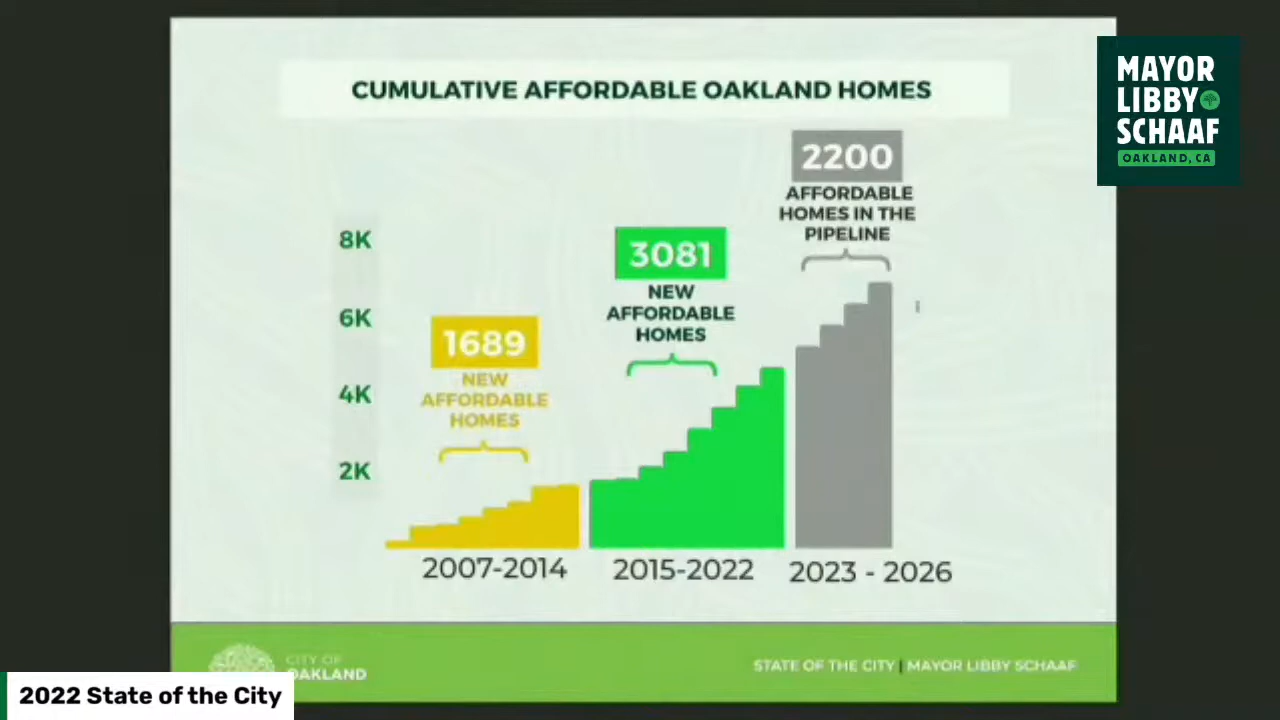 CUMULATIVE AFFORDABLE OAKLAND HOMES
MAYOR
LIBBY
SCHAAF
OAKLAND, CA
2200
AFFORDABLE
HOMES IN THE
PIPELINE
8K
3081
NEW
AFFORDABLE
HOMES
6K
1689
NEW
AFFORDABLE
HOMES
4K
2K
2007-2014
2015-2022
2023 - 2026
CITY OF
OAKLAND
STATE OF THE CITY | MAYOR LIBBY SCHAAF
2022 State of the City